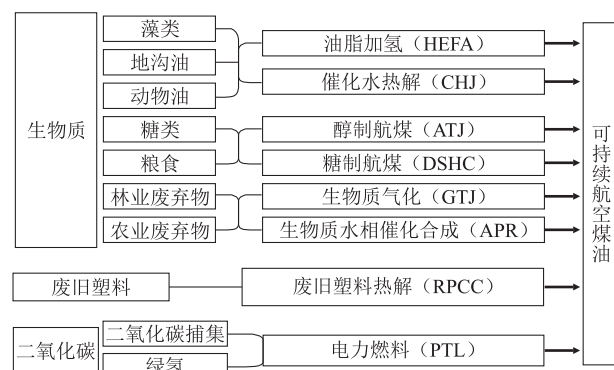 生物质
藻类
地沟油
动物油
糖类
粮食
林业废弃物
农业废弃物
油脂加氢（HEFA）
催化水热解（CHJ）
醇制航煤（ATJ）
糖制航煤（DSHC）
生物质气化（GTJ）
生物质水相催化合成（APR）
废旧塑料
废旧塑料热解（RPCC）
二氧化碳
二氧化碳捕集
绿氢
电力燃料（PTL）
可持续航空煤油